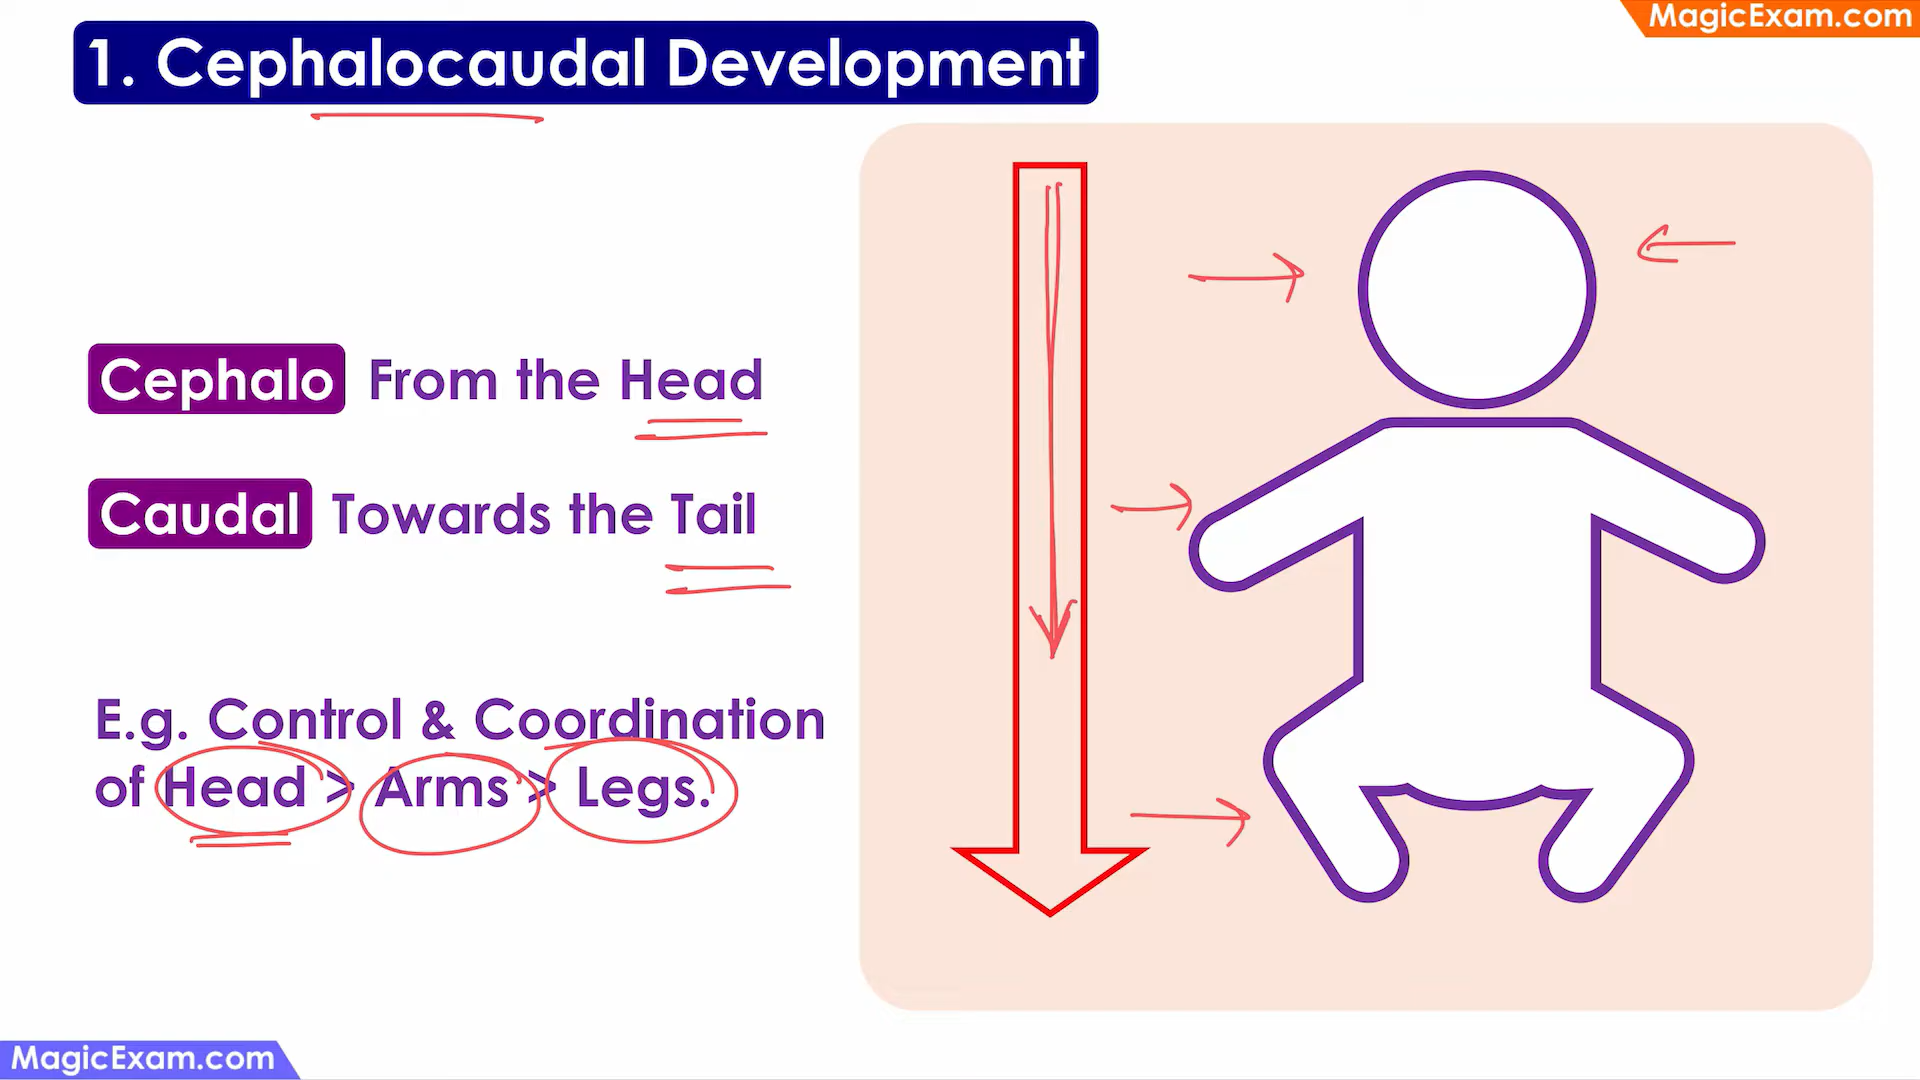 MagicExam.com
1. Cephalocaudal Development
Cephalo From the Head
Caudal Towards the Tail
E.g. Control & Coordination
of Head > Arms > Legs.
MagicExam.com